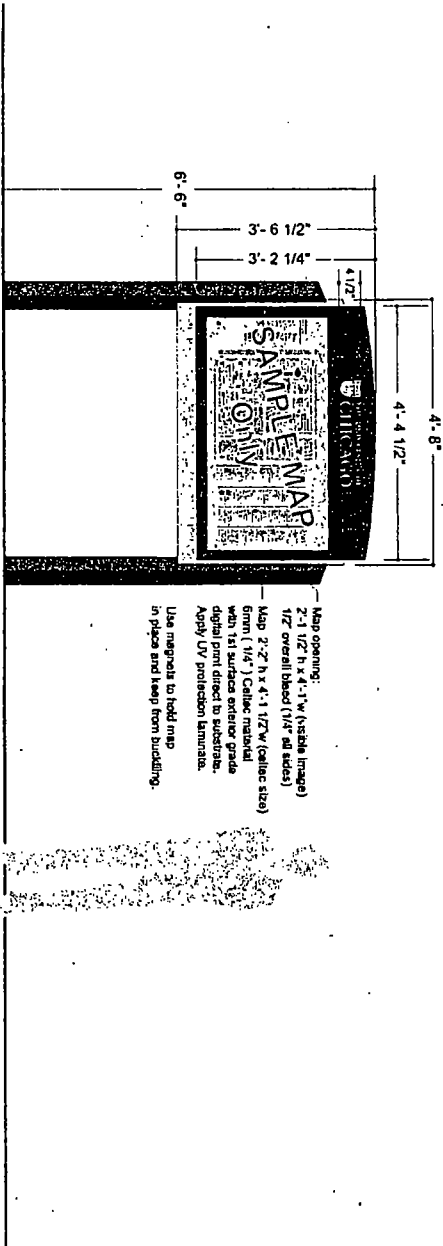 4'- 8"
4'- 4 1/2"
4 1/2"
6'- 6"
3'- 6 1/2"
3'- 2 1/4"
CHICAGO
SAMPLE MAP
Only
Map opening:
2'-1 1/2" h x 4'-1" w (visible image)
1/2" overall bleed (1/4" all sides)
Map 2'-2" h x 4'-1 1/2" w (celtec size)
6mm ( 1/4" ) Celtec material
with 1st surface exterior grade
digital print direct to substrate.
Apply UV protection laminate.
Use magnets to hold map
in place and keep from buckling.